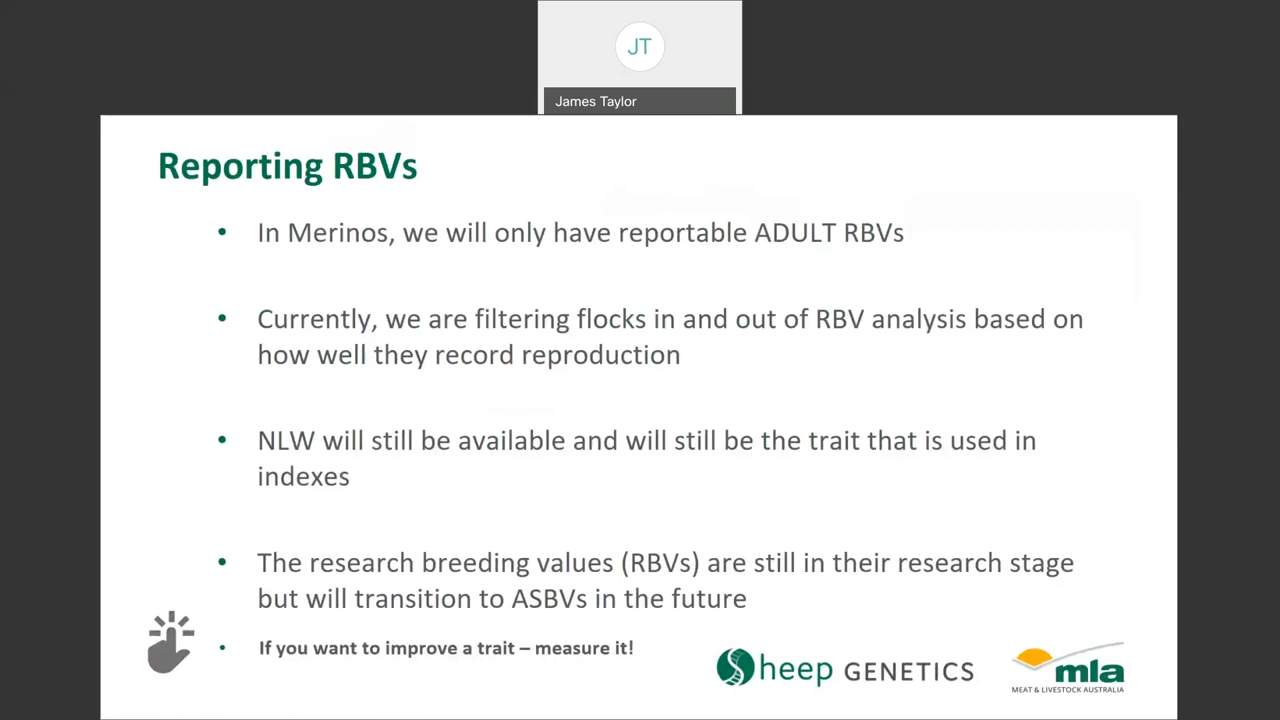 JT
James Taylor
Reporting RBVs
• In Merinos, we will only have reportable ADULT RBVs
• Currently, we are filtering flocks in and out of RBV analysis based on
how well they record reproduction
• NLW will still be available and will still be the trait that is used in
indexes
• The research breeding values (RBVs) are still in their research stage
but will transition to ASBVs in the future
• If you want to improve a trait – measure it!
Sheep GENETICS
mla
MEAT & LIVESTOCK AUSTRALIA